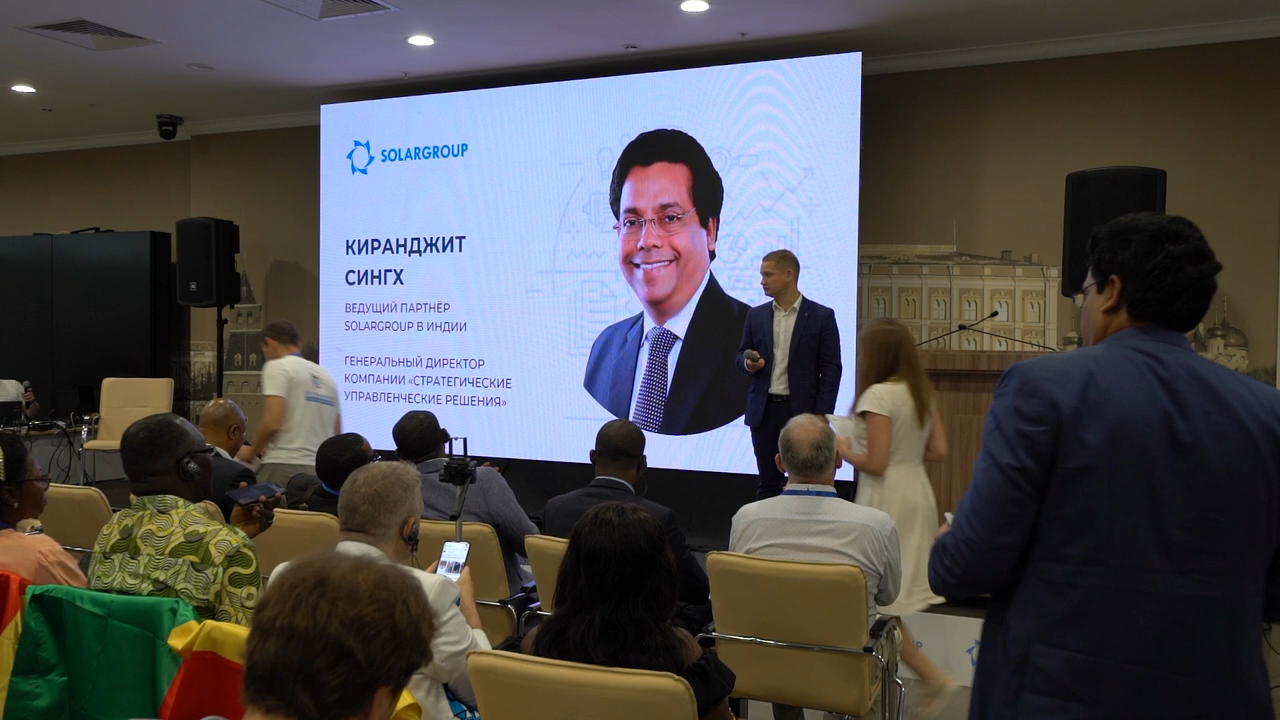 SOLARGROUP
КИРАНДЖИТ
СИНГХ
ВЕДУЩИЙ ПАРТНЁР
SOLARGROUP В ИНДИИ
ГЕНЕРАЛЬНЫЙ ДИРЕКТОР
КОМПАНИИ «СТРАТЕГИЧЕСКИЕ
УПРАВЛЕНЧЕСКИЕ РЕШЕНИЯ»